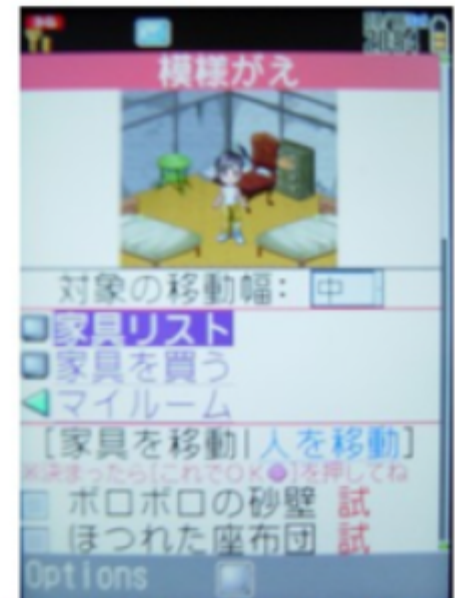 模様がえ
対象の移動幅: 中
家具リスト
家具を買う
マイルーム
[家具を移動|人を移動]
※決まったら[これでOK●]を押してね
ボロボロの砂壁 試
ほつれた座布団 試
Options